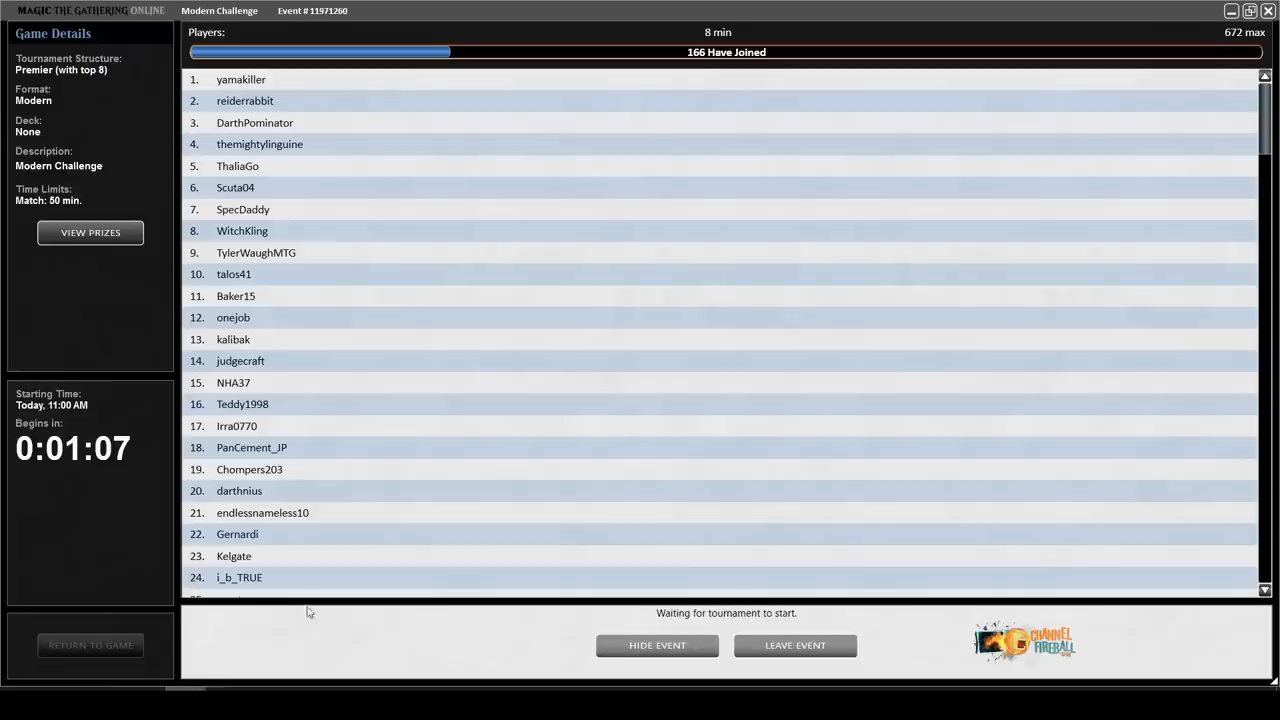 MAGIC THE GATHERING ONLINE
Modern Challenge
Event # 11971260
Game Details
Tournament Structure:
Premier (with top 8)
Format:
Modern
Deck:
None
Description:
Modern Challenge
Time Limits:
Match: 50 min.
VIEW PRIZES
Starting Time:
Today, 11:00 AM
Begins in:
0:01:07
RETURN TO GAME
Players:
8 min
672 max
166 Have Joined
1. yamakiller
2. reiderrabbit
3. DarthPominator
4. themightylinguine
5. ThaliaGo
6. Scuta04
7. SpecDaddy
8. WitchKling
9. TylerWaughMTG
10. talos41
11. Baker15
12. onejob
13. kalibak
14. judgecraft
15. NHA37
16. Teddy1998
17. Irra0770
18. PanCement_JP
19. Chompers203
20. darthnius
21. endlessnameless10
22. Gernardi
23. Kelgate
24. i_b_TRUE
Waiting for tournament to start.
HIDE EVENT
LEAVE EVENT
CHANNEL
FIREBALL